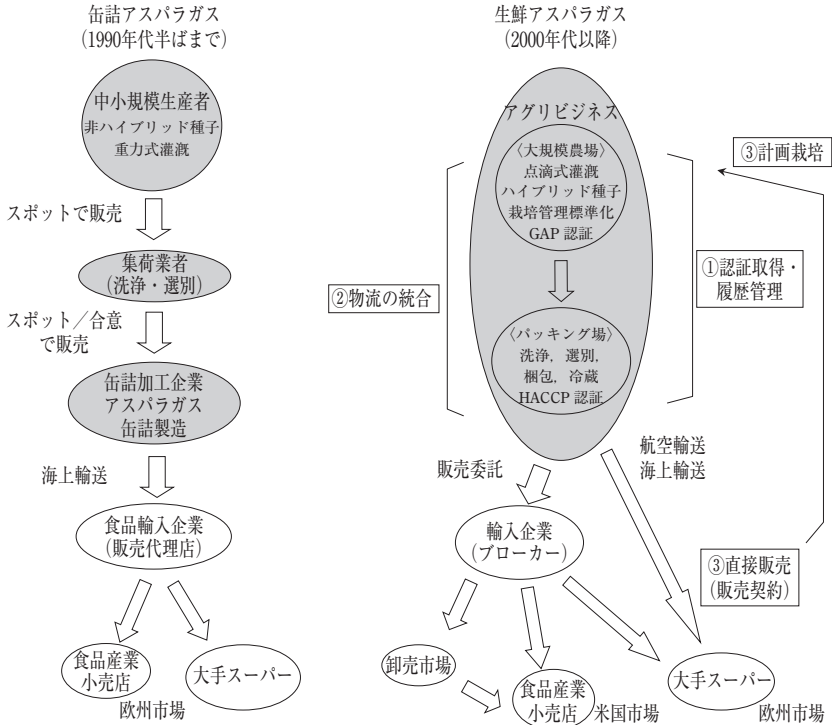 缶詰アスパラガス
(1990年代半ばまで)
中小規模生産者
非ハイブリッド種子
重力式灌漑
スポットで販売
集荷業者
(洗浄・選別)
スポット／合意
で販売
缶詰加工企業
アスパラガス
缶詰製造
海上輸送
食品輸入企業
(販売代理店)
食品産業
小売店
大手スーパー
欧州市場
生鮮アスパラガス
(2000年代以降)
アグリビジネス
〈大規模農場〉
点滴式灌漑
ハイブリッド種子
栽培管理標準化
GAP 認証
③計画栽培
①認証取得・
履歴管理
②物流の統合
〈パッキング場〉
洗浄，選別，
梱包，冷蔵
HACCP 認証
販売委託
航空輸送
海上輸送
輸入企業
(ブローカー)
③直接販売
(販売契約)
卸売市場
食品産業
小売店
米国市場
大手スーパー
欧州市場